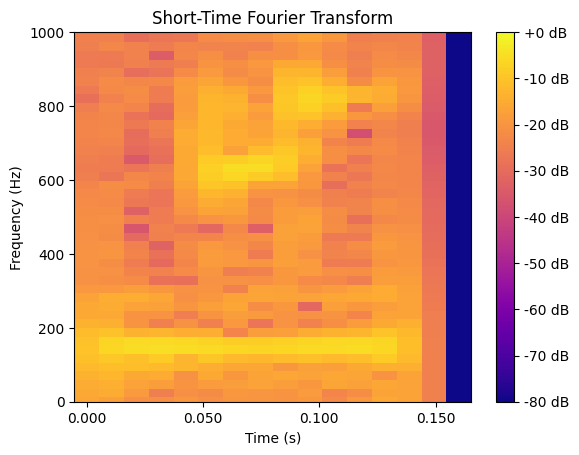 Short-Time Fourier Transform
1000
800
600
400
200
0
Frequency (Hz)
0.000
0.050
0.100
0.150
Time (s)
+0 dB
-10 dB
-20 dB
-30 dB
-40 dB
-50 dB
-60 dB
-70 dB
-80 dB